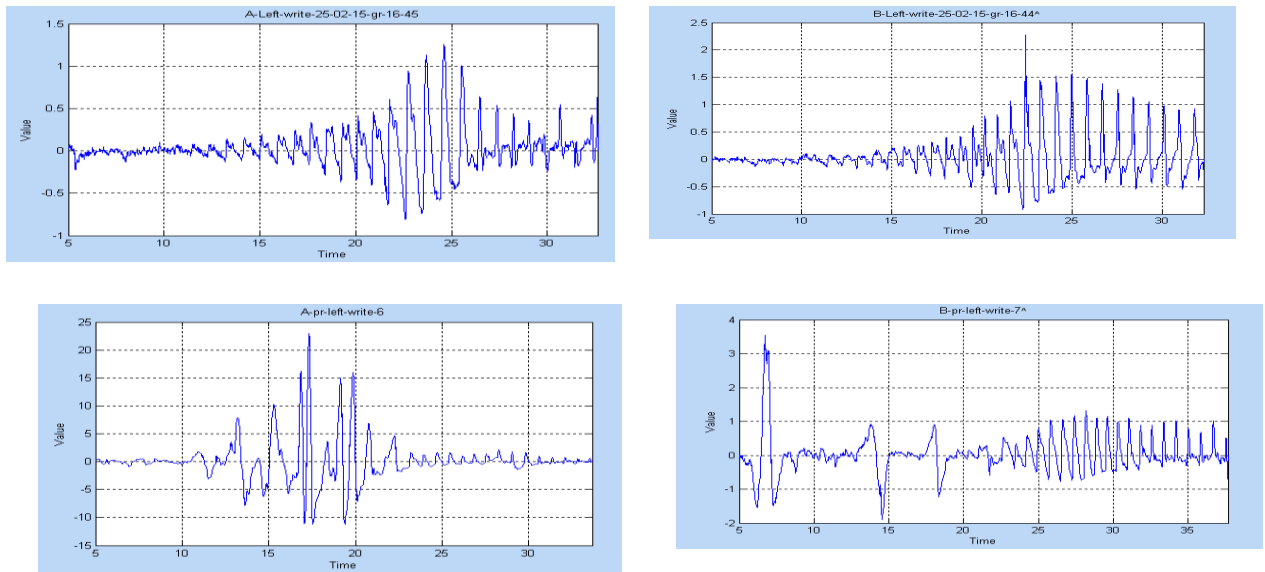 A-Left-write-25-02-15-gr-16-45
1.5
1
0.5
0
-0.5
-1
Value
5 10 15 20 25 30
Time
B-Left-write-25-02-15-gr-16-44^
2.5
2
1.5
1
0.5
0
-0.5
-1
Value
5 10 15 20 25 30
Time
A-pr-left-write-6
25
20
15
10
5
0
-5
-10
-15
Value
5 10 15 20 25 30
Time
B-pr-left-write-7^
4
3
2
1
0
-1
-2
Value
5 10 15 20 25 30 35
Time